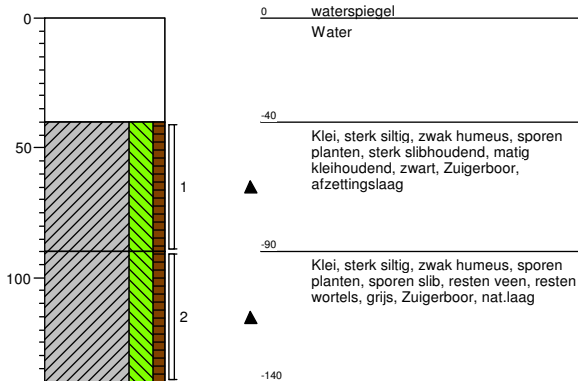 0
50
100
1
2
0
waterspiegel
Water
-40
Klei, sterk siltig, zwak humeus, sporen
planten, sterk slibhoudend, matig
kleihoudend, zwart, Zuigerboor,
afzettingslaag
-90
Klei, sterk siltig, zwak humeus, sporen
planten, sporen slib, resten veen, resten
wortels, grijs, Zuigerboor, nat.laag
-140